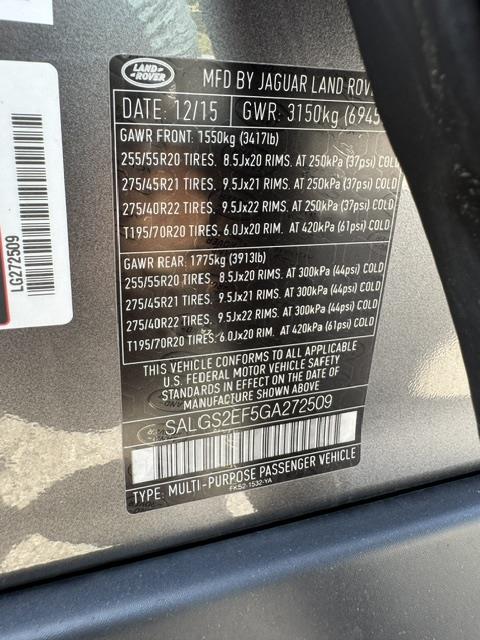 LAND ROVER
MFD BY JAGUAR LAND ROVE
DATE: 12/15 GWR: 3150kg (6945
GAWR FRONT: 1550kg (3417lb)
255/55R20 TIRES. 8.5Jx20 RIMS. AT 250kPa (37psi) COLD
275/45R21 TIRES. 9.5Jx21 RIMS. AT 250kPa (37psi) COLD
275/40R22 TIRES. 9.5Jx22 RIMS. AT 250kPa (37psi) COLD
T195/70R20 TIRES. 6.0Jx20 RIM. AT 420kPa (61psi) COLD
GAWR REAR: 1775kg (3913lb)
255/55R20 TIRES. 8.5Jx20 RIMS. AT 300kPa (44psi) COLD
275/45R21 TIRES. 9.5Jx21 RIMS. AT 300kPa (44psi) COLD
275/40R22 TIRES. 9.5Jx22 RIMS. AT 300kPa (44psi) COLD
T195/70R20 TIRES. 6.0Jx20 RIM. AT 420kPa (61psi) COLD
THIS VEHICLE CONFORMS TO ALL APPLICABLE
U.S. FEDERAL MOTOR VEHICLE SAFETY
STANDARDS IN EFFECT ON THE DATE OF
MANUFACTURE SHOWN ABOVE
SALGS2EF5GA272509
TYPE: MULTI-PURPOSE PASSENGER VEHICLE
FK52-1532-YA
LG272509